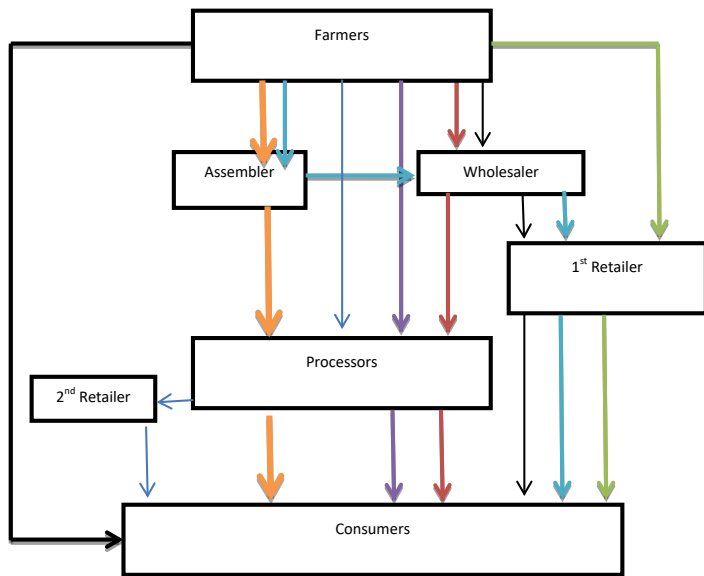 Farmers
Assembler
Wholesaler
1st Retailer
Processors
2nd Retailer
Consumers